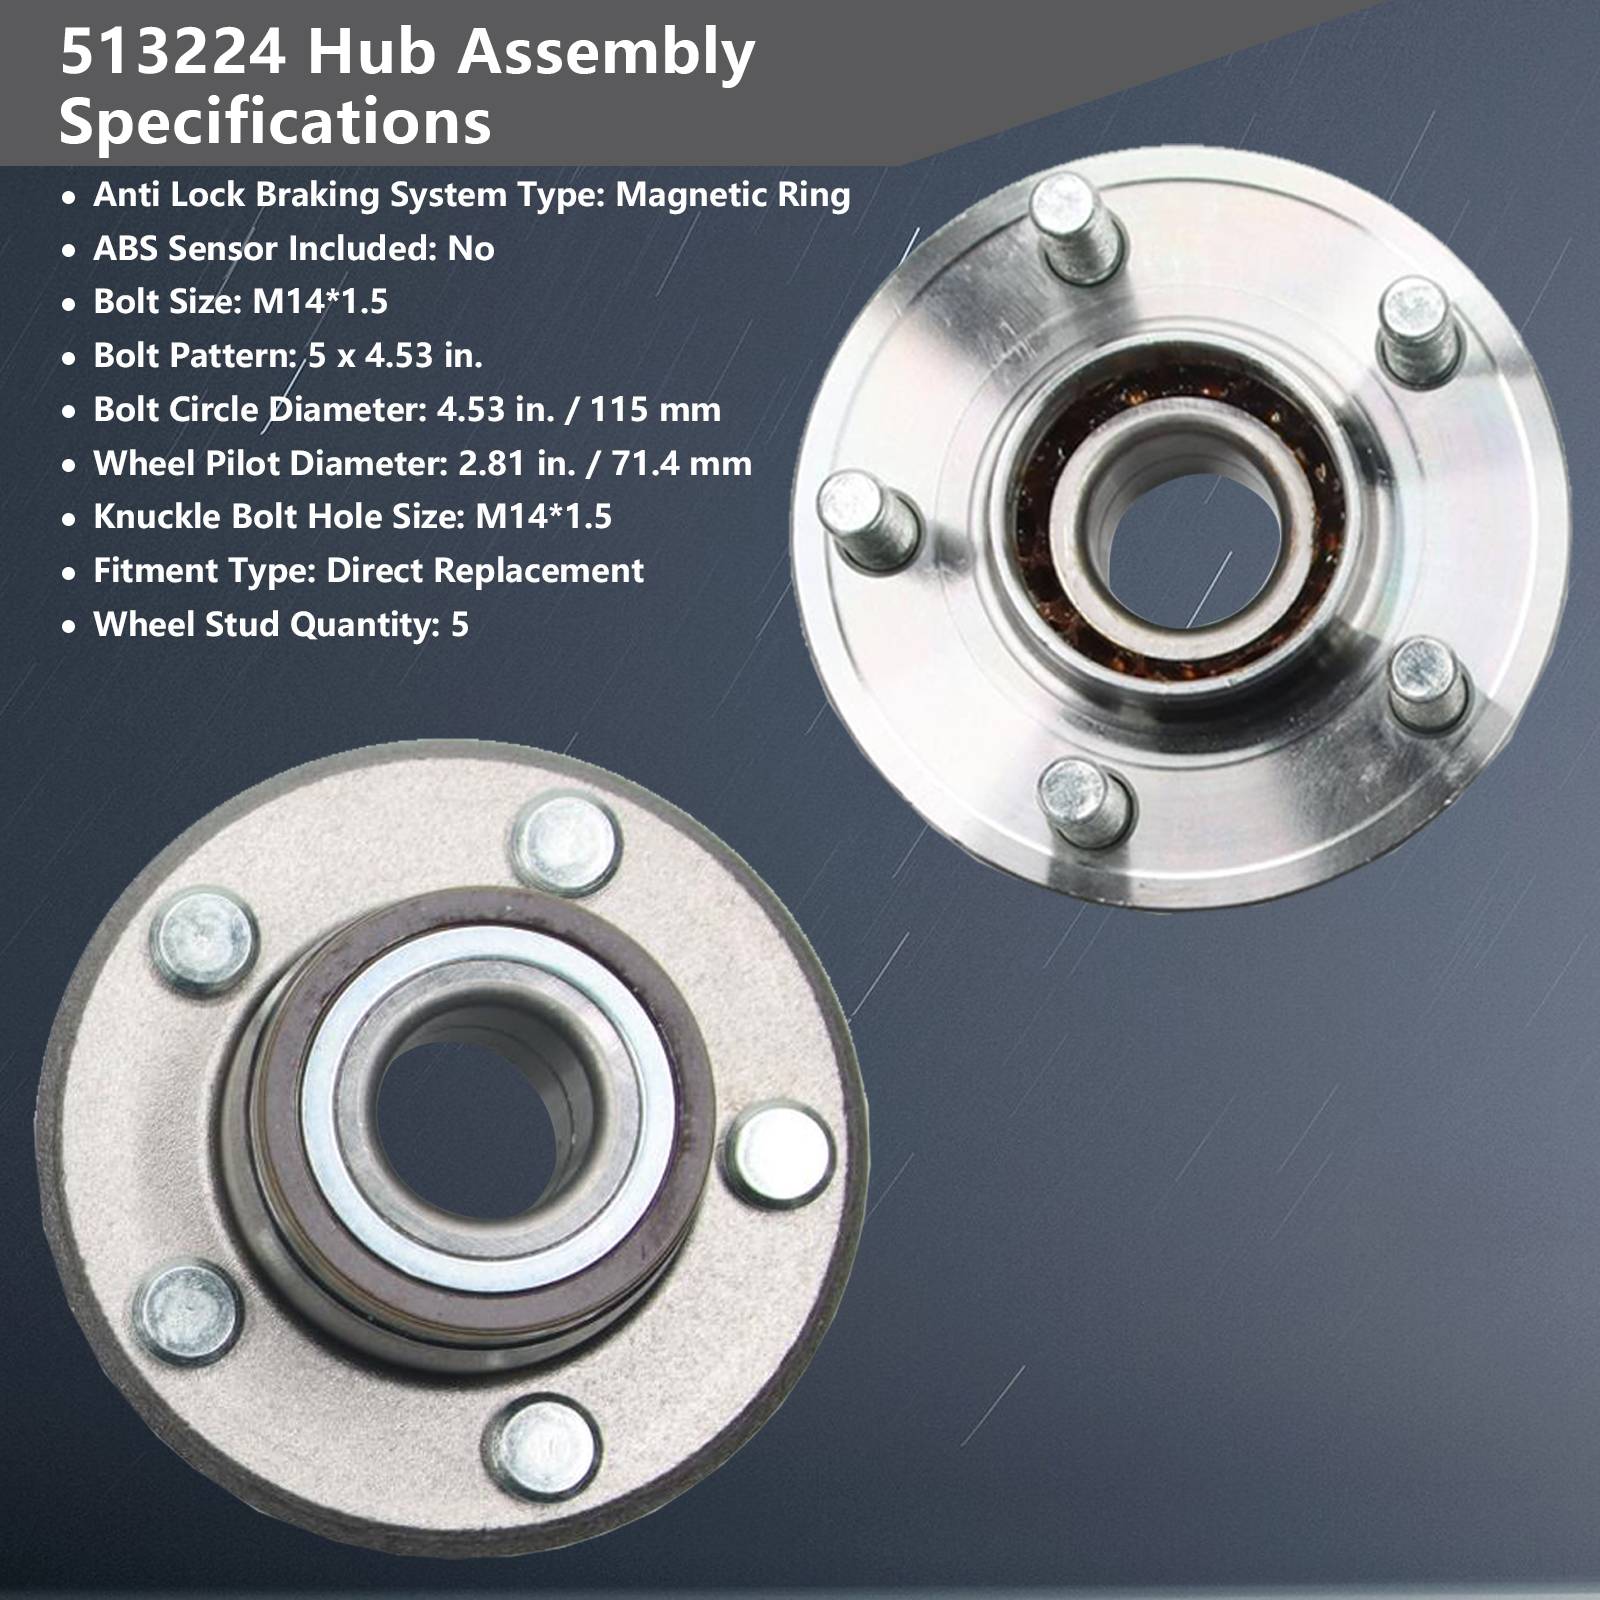 513224 Hub Assembly
Specifications
• Anti Lock Braking System Type: Magnetic Ring
• ABS Sensor Included: No
• Bolt Size: M14*1.5
• Bolt Pattern: 5 x 4.53 in.
• Bolt Circle Diameter: 4.53 in. / 115 mm
• Wheel Pilot Diameter: 2.81 in. / 71.4 mm
• Knuckle Bolt Hole Size: M14*1.5
• Fitment Type: Direct Replacement
• Wheel Stud Quantity: 5